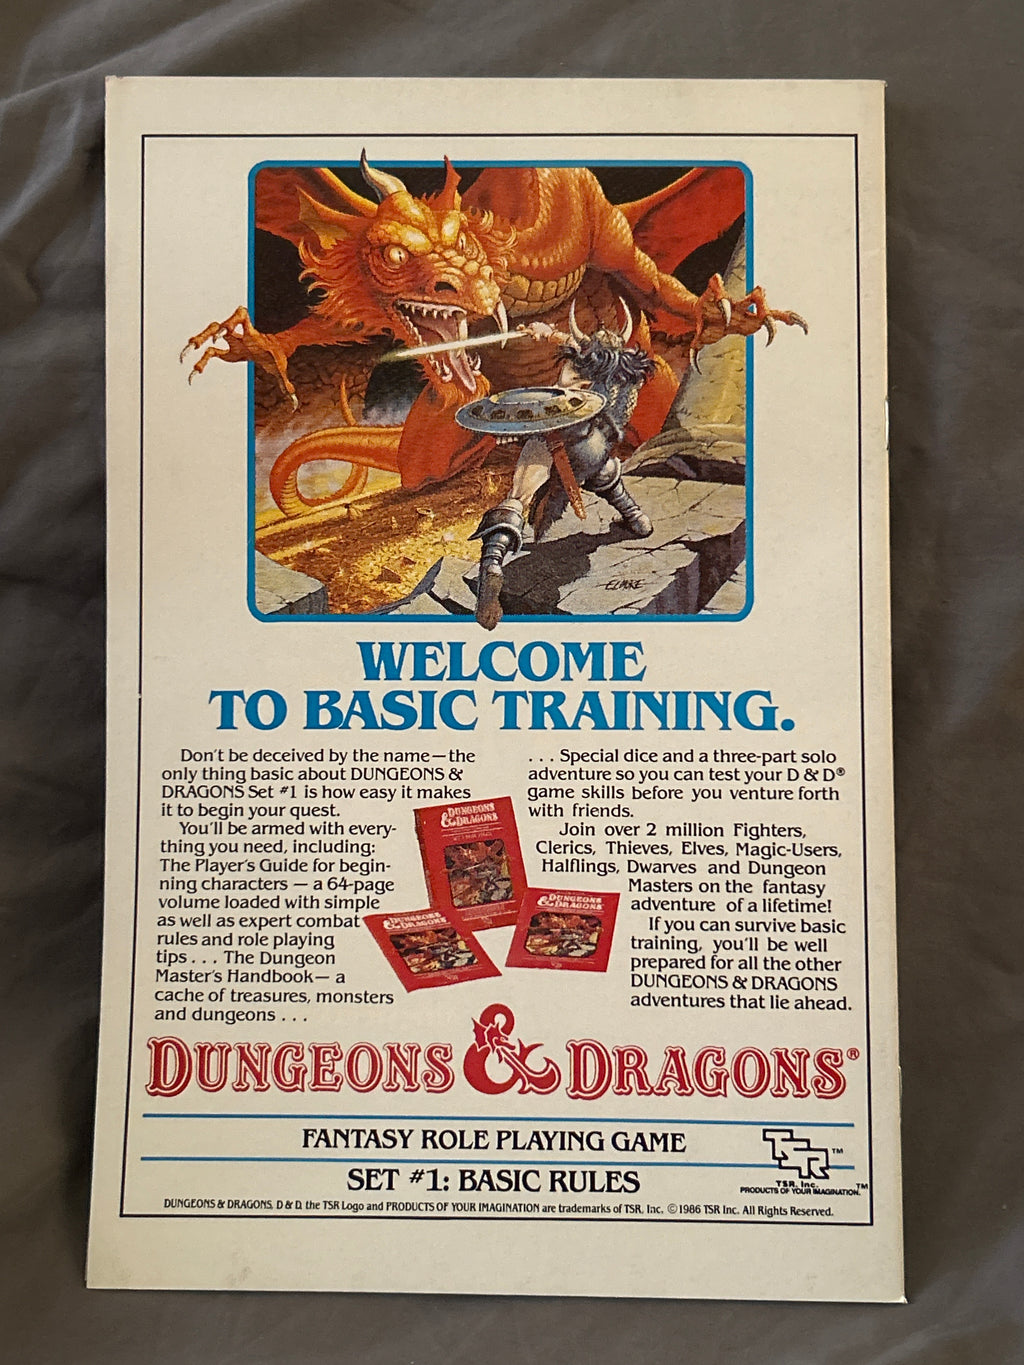 ELMORE
WELCOME
TO BASIC TRAINING.
Don't be deceived by the name—the
only thing basic about DUNGEONS &
DRAGONS Set #1 is how easy it makes
it to begin your quest.
You'll be armed with every-
thing you need, including:
The Player's Guide for begin-
ning characters — a 64-page
volume loaded with simple
as well as expert combat
rules and role playing
tips . . . The Dungeon
Master's Handbook— a
cache of treasures, monsters
and dungeons . . .
. . . Special dice and a three-part solo
adventure so you can test your D & D®
game skills before you venture forth
with friends.
Join over 2 million Fighters,
Clerics, Thieves, Elves, Magic-Users,
Halflings, Dwarves and Dungeon
Masters on the fantasy
adventure of a lifetime!
If you can survive basic
training, you'll be well
prepared for all the other
DUNGEONS & DRAGONS
adventures that lie ahead.
DUNGEONS
& DRAGONS
DUNGEONS
& DRAGONS
DUNGEONS
& DRAGONS
DUNGEONS & DRAGONS®
FANTASY ROLE PLAYING GAME
SET #1: BASIC RULES
TSR™
TSR, Inc.
PRODUCTS OF YOUR IMAGINATION.™
DUNGEONS & DRAGONS, D & D, the TSR Logo and PRODUCTS OF YOUR IMAGINATION are trademarks of TSR, Inc. ©1986 TSR Inc. All Rights Reserved.